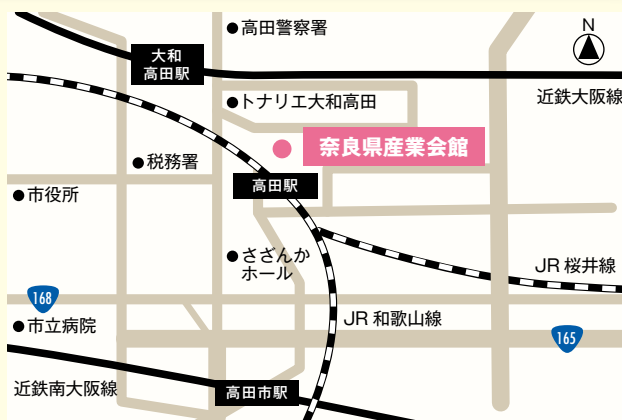 高田警察署
N
大和
高田駅
近鉄大阪線
トナリエ大和高田
奈良県産業会館
税務署
高田駅
市役所
さざんか
ホール
JR 桜井線
168
JR 和歌山線
市立病院
165
近鉄南大阪線
高田市駅